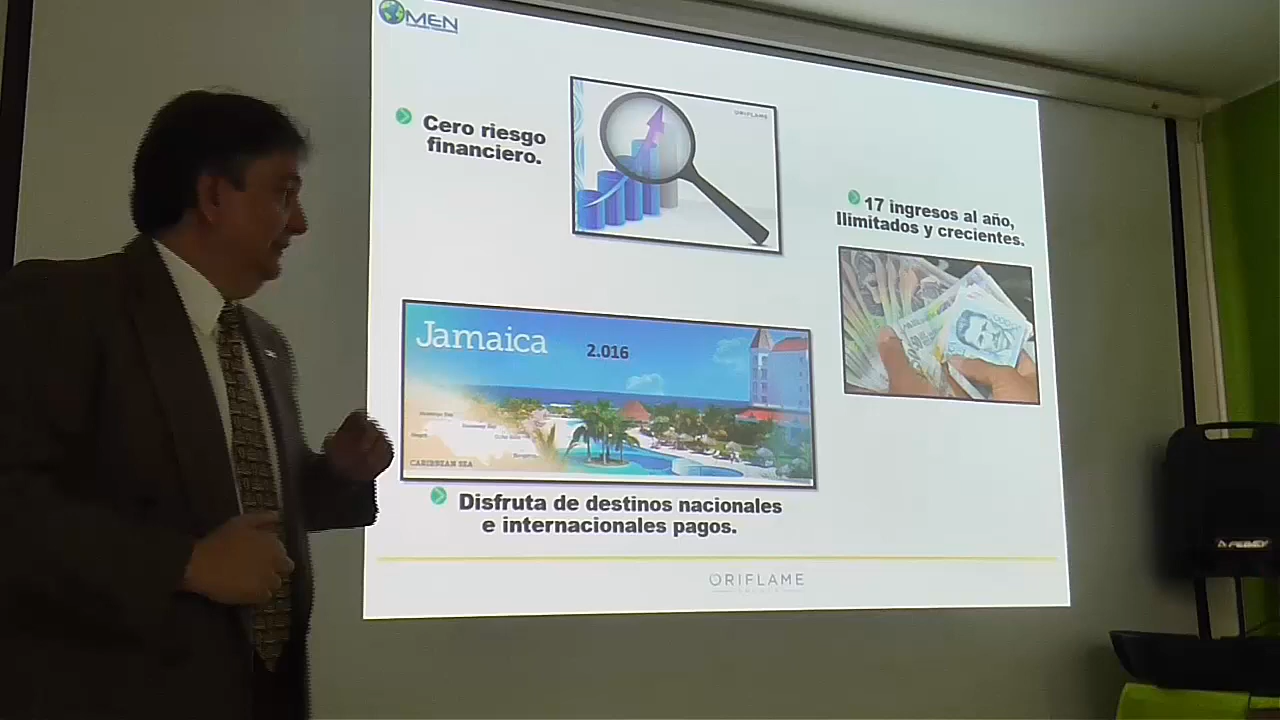 OMEN
Cero riesgo
financiero.
ORIFLAME
17 ingresos al año,
Ilimitados y crecientes.
Jamaica
2.016
CARIBBEAN SEA
Disfruta de destinos nacionales
e internacionales pagos.
ORIFLAME